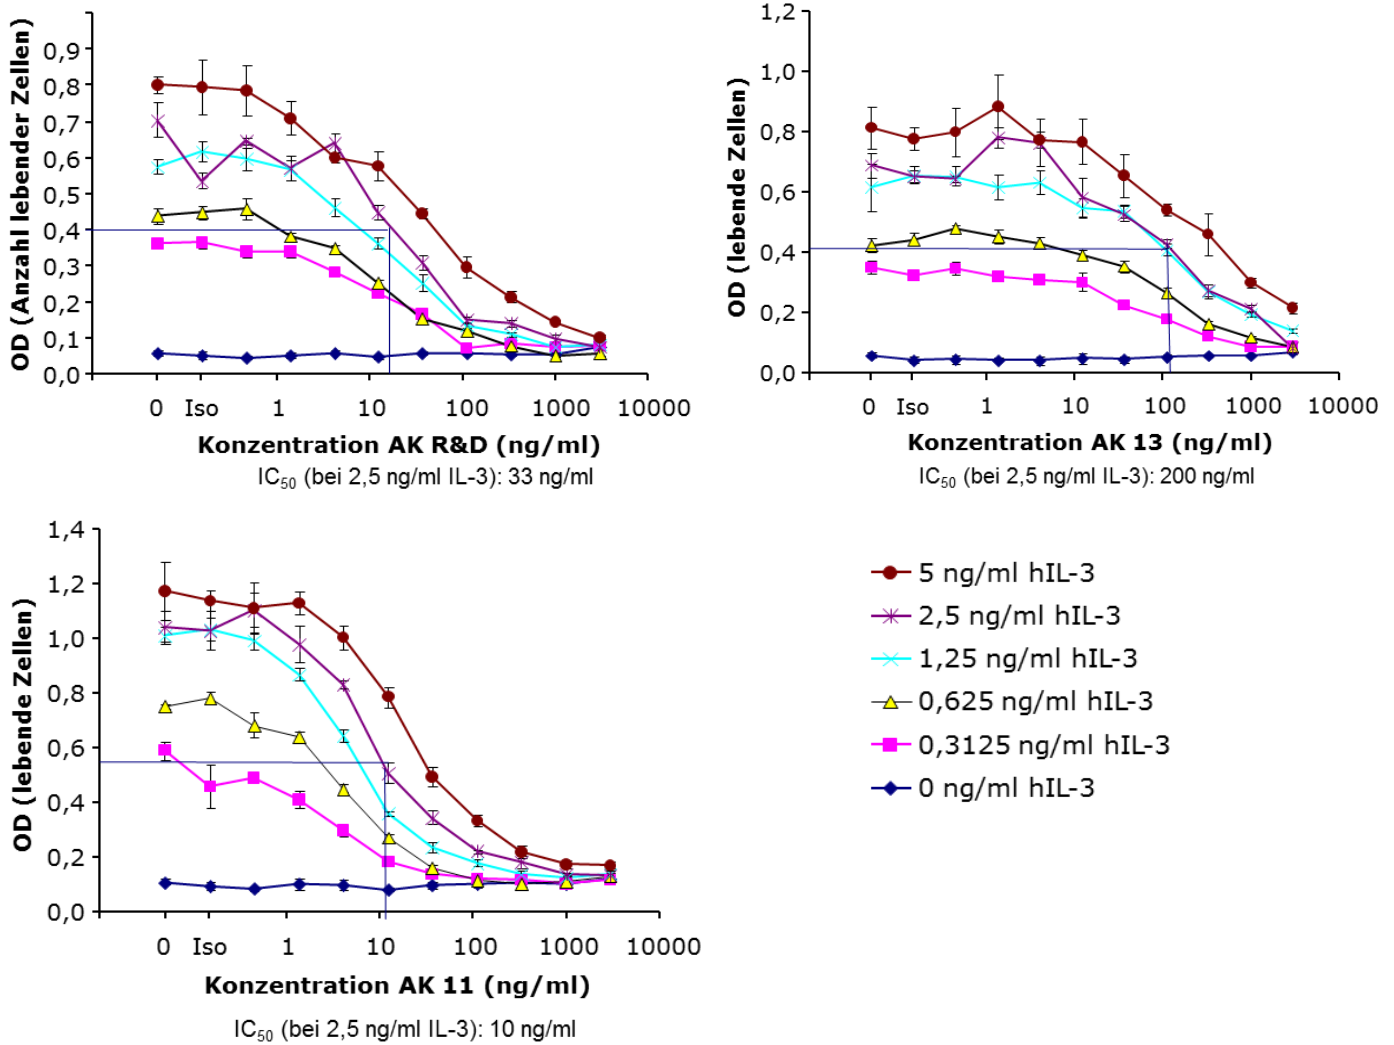 OD (Anzahl lebender Zellen)
0,9
0,8
0,7
0,6
0,5
0,4
0,3
0,2
0,1
0,0
0 Iso 1 10 100 1000 10000
Konzentration AK R&D (ng/ml)
IC50 (bei 2,5 ng/ml IL-3): 33 ng/ml
OD (lebende Zellen)
1,2
1,0
0,8
0,6
0,4
0,2
0,0
0 Iso 1 10 100 1000 10000
Konzentration AK 13 (ng/ml)
IC50 (bei 2,5 ng/ml IL-3): 200 ng/ml
OD (lebende Zellen)
1,4
1,2
1,0
0,8
0,6
0,4
0,2
0,0
0 Iso 1 10 100 1000 10000
Konzentration AK 11 (ng/ml)
IC50 (bei 2,5 ng/ml IL-3): 10 ng/ml
5 ng/ml hIL-3
2,5 ng/ml hIL-3
1,25 ng/ml hIL-3
0,625 ng/ml hIL-3
0,3125 ng/ml hIL-3
0 ng/ml hIL-3